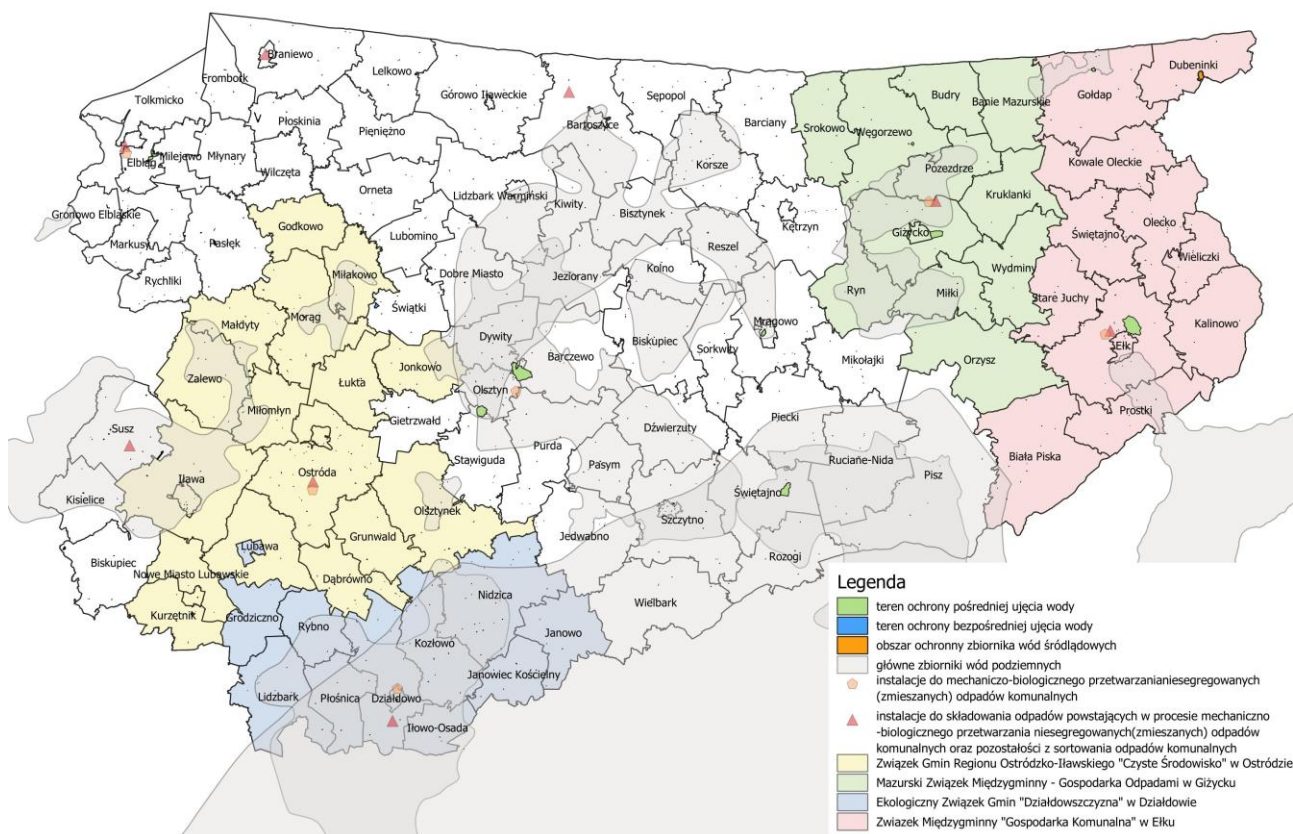 Braniewo
Frombork
Lelkowo
Górowo Iławeckie
Sępopol
Dubeninki
Tolkmicko
Płoskinia
Bartoszyce
Barciany
Srokowo
Węgorzewo
Budry
Banie Mazurskie
Gołdap
Pieniężno
Młynary
Milejewo
Elbląg
Wilczęta
Korsze
Pozezdrze
Kowale Oleckie
Orneta
Lidzbark Warmiński
Kiwity
Bisztynek
Kruklanki
Gronowo Elbląskie
Godkowo
Lubomino
Kętrzyn
Giżycko
Olecko
Świętajno
Markusy
Pasłęk
Reszel
Wieliczki
Rychliki
Miłakowo
Dobre Miasto
Jeziorany
Kolno
Wydminy
Świątki
Ryn
Miłki
Stare Juchy
Małdyty
Morąg
Mrągowo
Kalinowo
Dywity
Barczewo
Biskupiec
Sorkwity
Mikołajki
Ełk
Zalewo
Łukta
Jonkowo
Orzysz
Olsztyn
Miłomłyn
Gietrzwałd
Piecki
Prostki
Susz
Dźwierzuty
Stawiguda
Purda
Biała Piska
Iława
Ostróda
Pasym
Ruciane-Nida
Pisz
Kisielice
Olsztynek
Świętajno
Szczytno
Grunwald
Jedwabno
Lubawa
Rozogi
Biskupiec
Nowe Miasto Lubawskie
Dąbrówno
Nidzica
Wielbark
Kurzętnik
Grodziczno
Rybno
Kozłowo
Janowo
Janowiec Kościelny
Lidzbark
Płośnica
Działdowo
Iłowo-Osada
Legenda
teren ochrony pośredniej ujęcia wody
teren ochrony bezpośredniej ujęcia wody
obszar ochronny zbiornika wód śródlądowych
główne zbiorniki wód podziemnych
instalacje do mechaniczo-biologicznego przetwarzanianiesegregowanych
(zmieszanych) odpadów komunalnych
instalacje do składowania odpadów powstających w procesie mechaniczno
-biologicznego przetwarzania niesegregowanych(zmieszanych) odpadów
komunalnych oraz pozostałości z sortowania odpadów komunalnych
Związek Gmin Regionu Ostródzko-Iławskiego "Czyste Środowisko" w Ostródzie
Mazurski Związek Międzygminny - Gospodarka Odpadami w Giżycku
Ekologiczny Związek Gmin "Działdowszczyzna" w Działdowie
Zwiazek Międzygminny "Gospodarka Komunalna" w Ełku